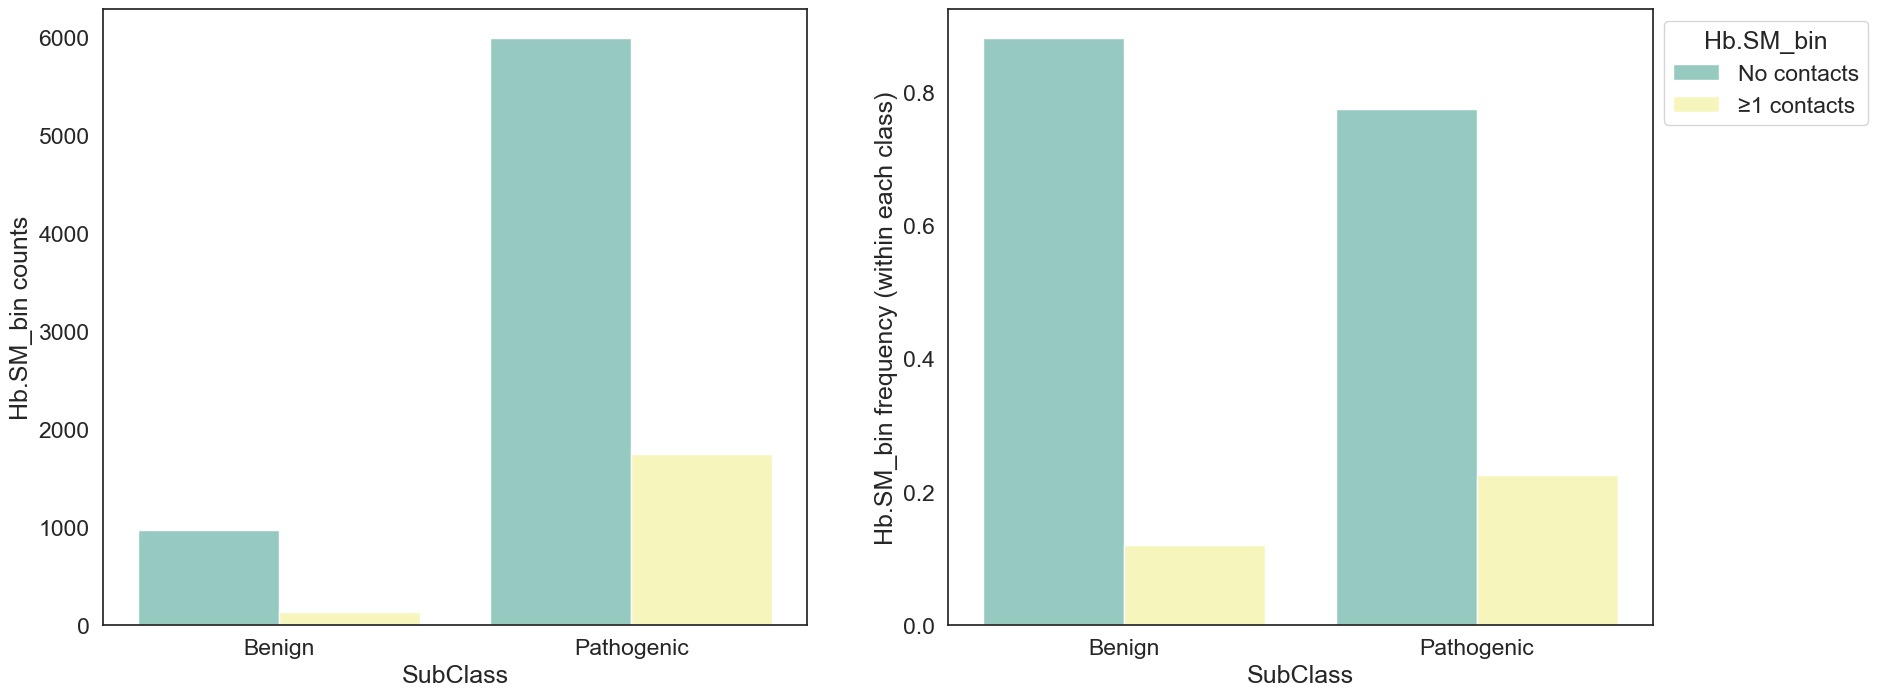 Hb.SM_bin counts
6000
5000
4000
3000
2000
1000
0
Benign
Pathogenic
SubClass
Hb.SM_bin frequency (within each class)
0.8
0.6
0.4
0.2
0.0
Benign
Pathogenic
SubClass
Hb.SM_bin
No contacts
≥1 contacts